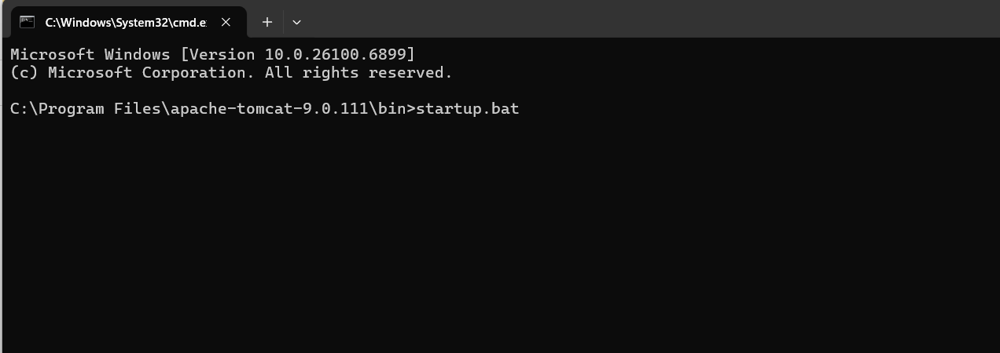 C:\Windows\System32\cmd.e
Microsoft Windows [Version 10.0.26100.6899]
(c) Microsoft Corporation. All rights reserved.
C:\Program Files\apache-tomcat-9.0.111\bin>startup.bat